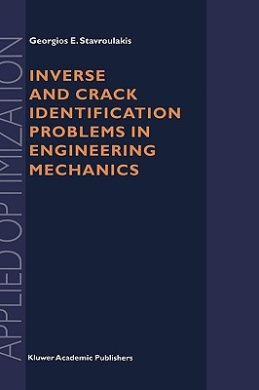 APPLIED OPTIMIZATION
Georgios E. Stavroulakis
INVERSE
AND CRACK
IDENTIFICATION
PROBLEMS IN
ENGINEERING
MECHANICS
Kluwer Academic Publishers